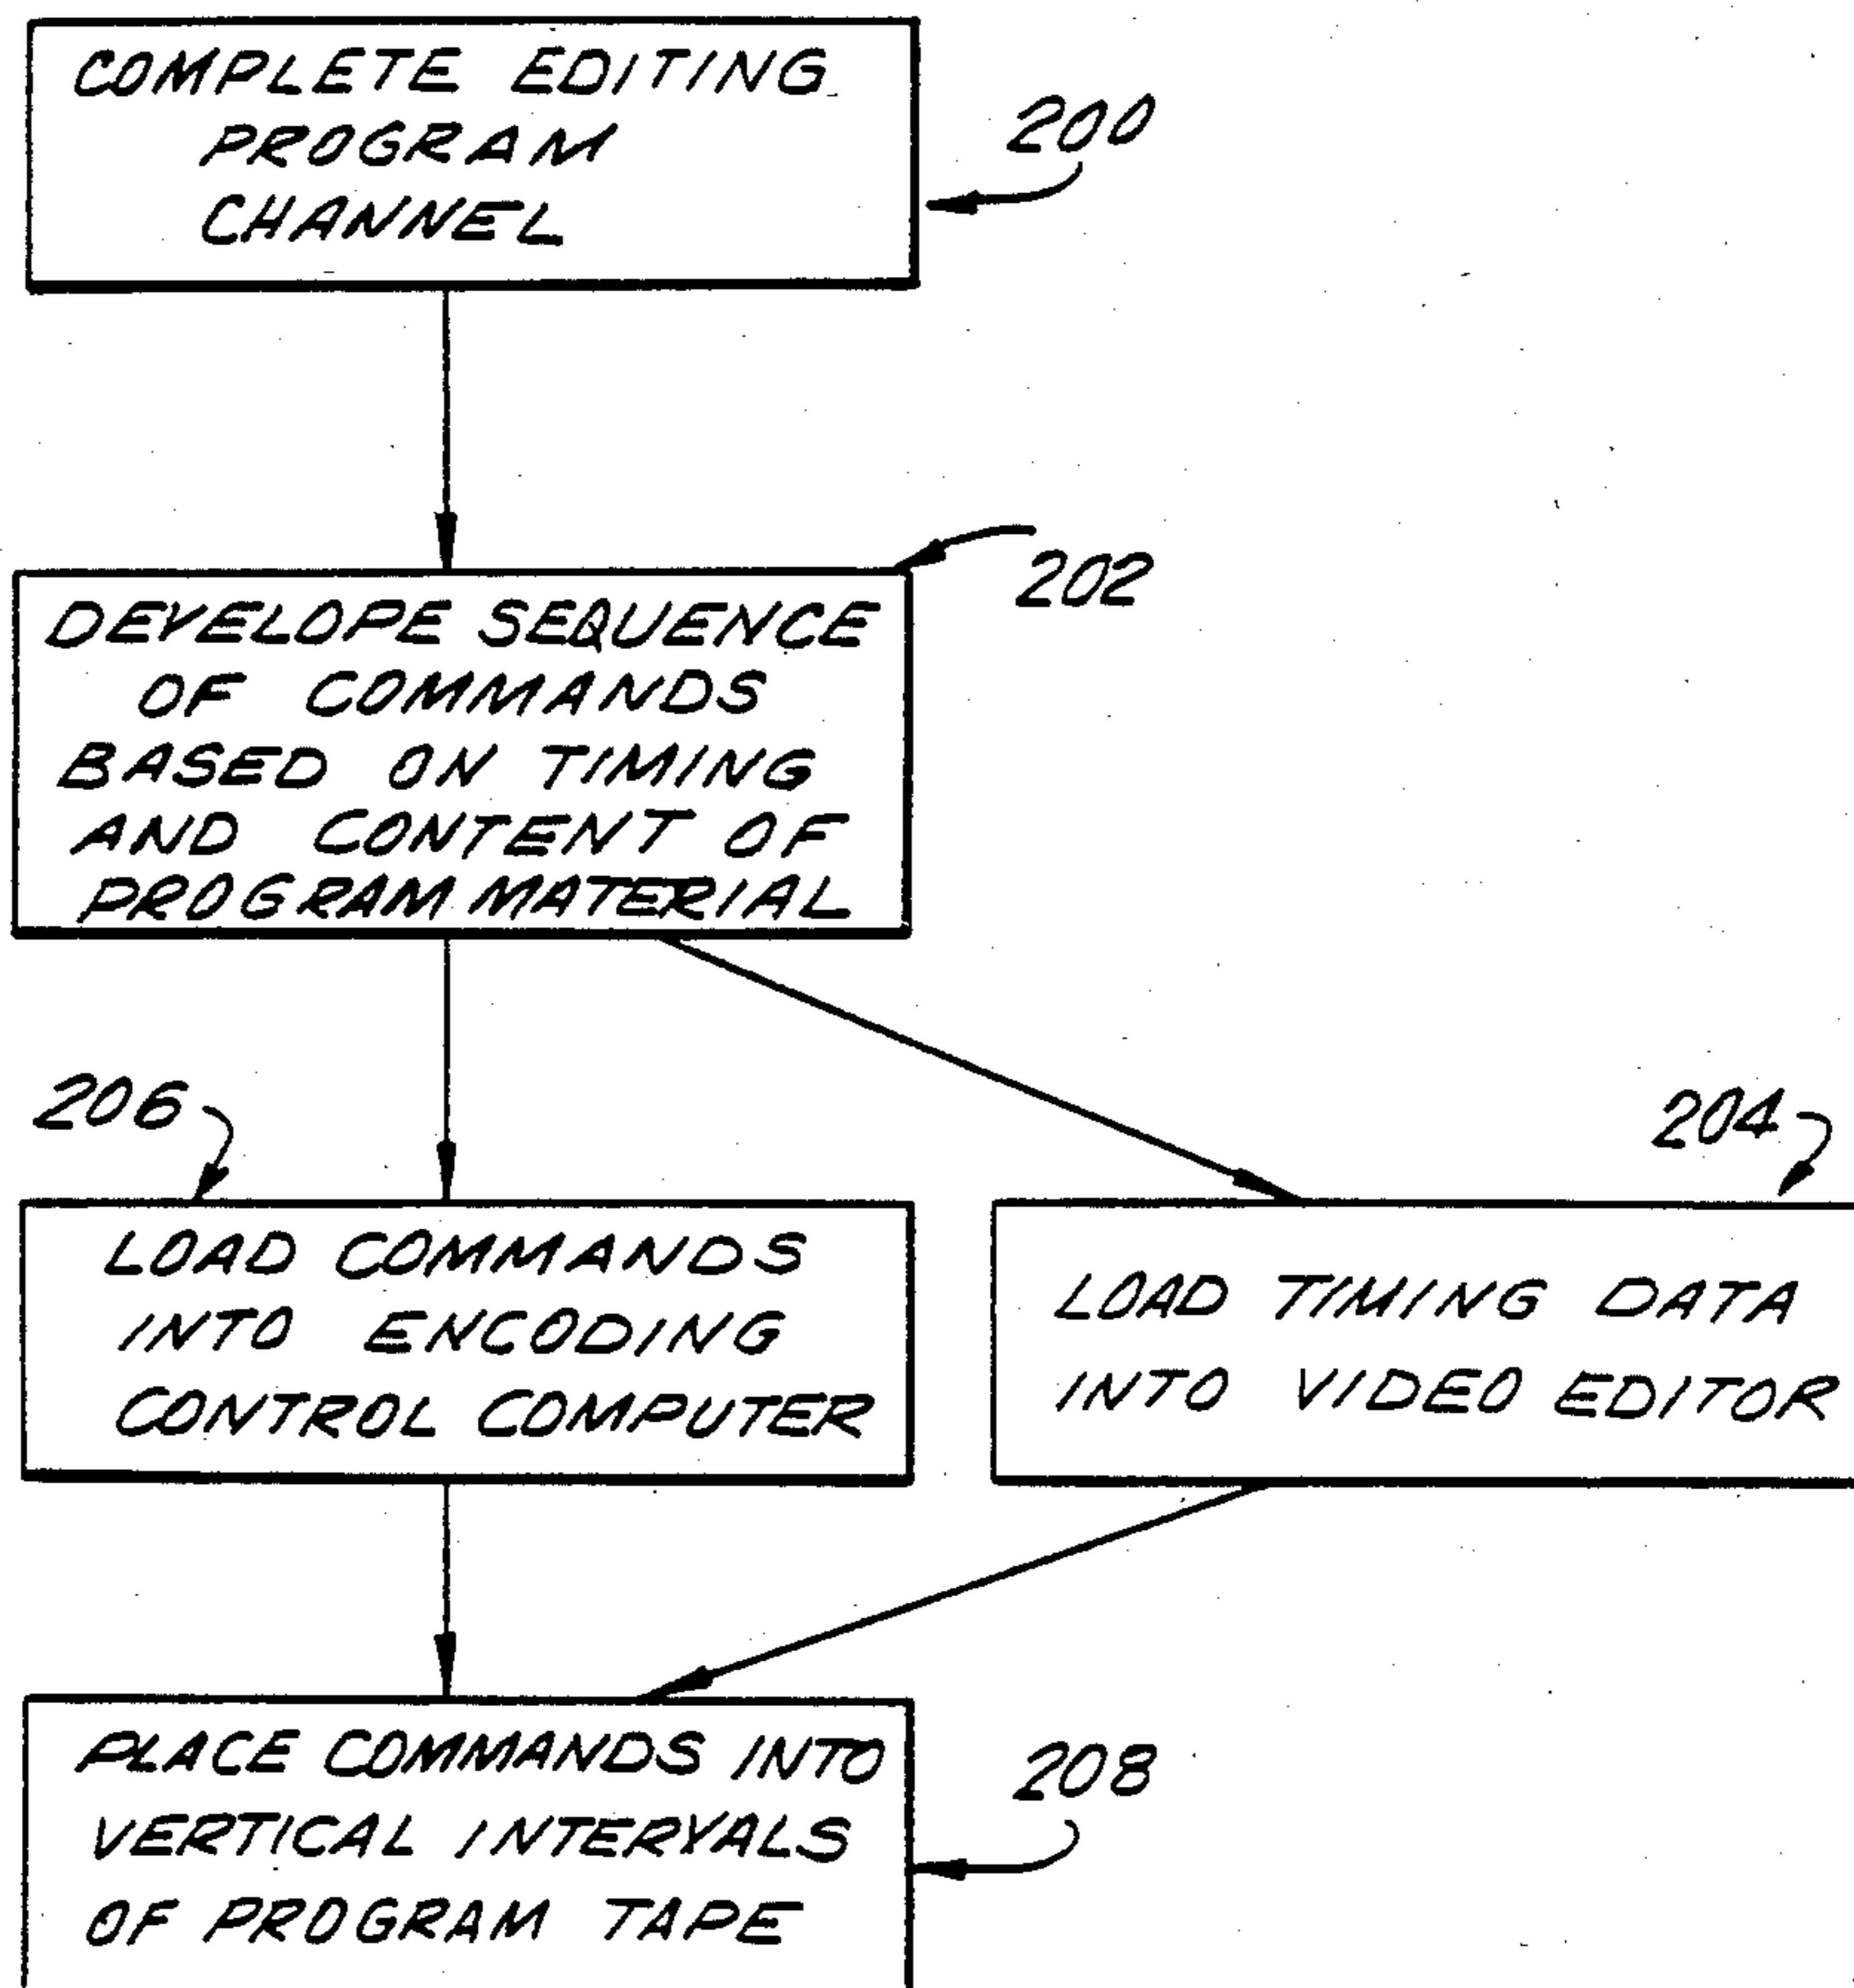 COMPLETE EDITING
PROGRAM
CHANNEL
200
202
DEVELOPE SEQUENCE
OF COMMANDS
BASED ON TIMING
AND CONTENT OF
PROGRAM MATERIAL
206
204
LOAD COMMANDS
INTO ENCODING
CONTROL COMPUTER
LOAD TIMING DATA
INTO VIDEO EDITOR
PLACE COMMANDS INTO
VERTICAL INTERVALS
OF PROGRAM TAPE
208